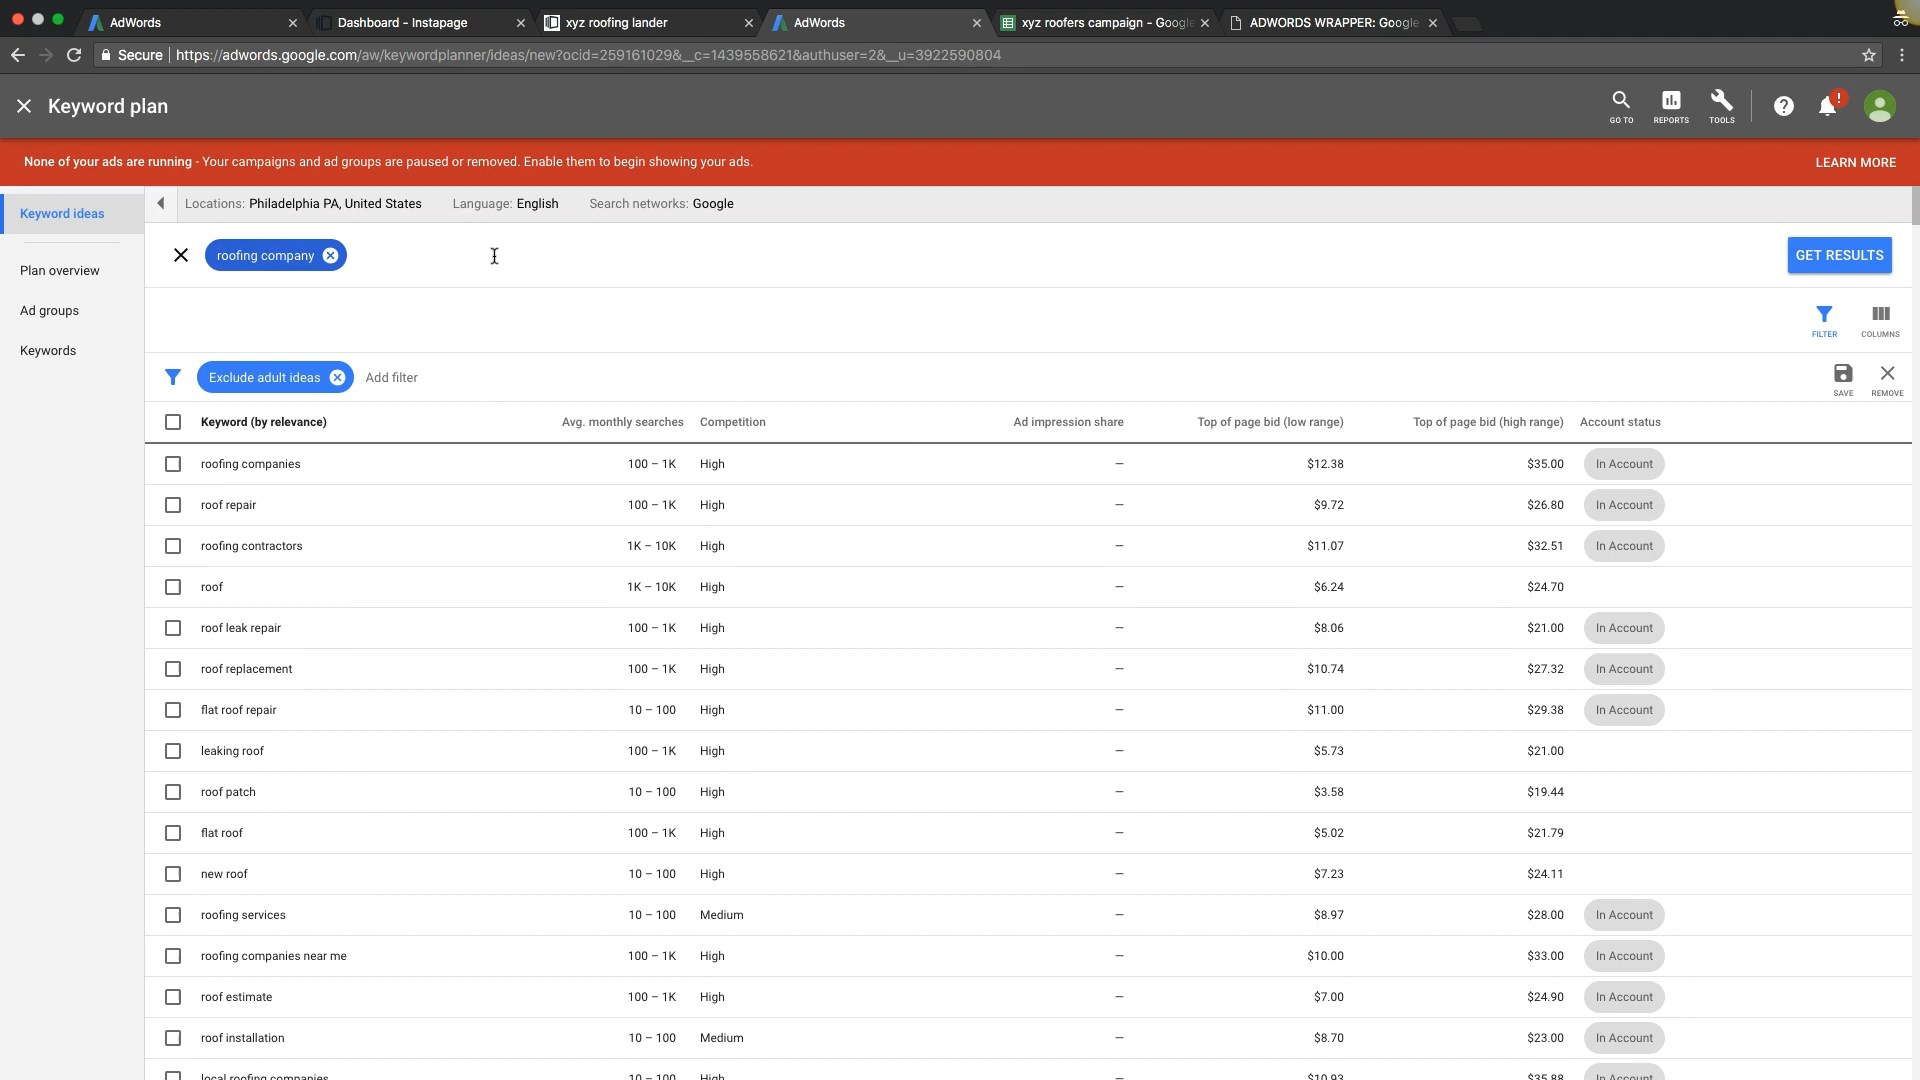 AdWords
Dashboard - Instapage
xyz roofing lander
AdWords
xyz roofers campaign - Google
ADWORDS WRAPPER: Google
Secure | https://adwords.google.com/aw/keywordplanner/ideas/new?ocid=259161029&__c=1439558621&authuser=2&__u=3922590804
Keyword plan
GO TO
REPORTS
TOOLS
None of your ads are running - Your campaigns and ad groups are paused or removed. Enable them to begin showing your ads.
LEARN MORE
Keyword ideas
Plan overview
Ad groups
Keywords
Locations: Philadelphia PA, United States Language: English Search networks: Google
roofing company
GET RESULTS
FILTER
COLUMNS
Exclude adult ideas
Add filter
SAVE
REMOVE
Keyword (by relevance) Avg. monthly searches Competition Ad impression share Top of page bid (low range) Top of page bid (high range) Account status
roofing companies 100 – 1K High – $12.38 $35.00 In Account
roof repair 100 – 1K High – $9.72 $26.80 In Account
roofing contractors 1K – 10K High – $11.07 $32.51 In Account
roof 1K – 10K High – $6.24 $24.70
roof leak repair 100 – 1K High – $8.06 $21.00 In Account
roof replacement 100 – 1K High – $10.74 $27.32 In Account
flat roof repair 10 – 100 High – $11.00 $29.38 In Account
leaking roof 100 – 1K High – $5.73 $21.00
roof patch 10 – 100 High – $3.58 $19.44
flat roof 100 – 1K High – $5.02 $21.79
new roof 10 – 100 High – $7.23 $24.11
roofing services 10 – 100 Medium – $8.97 $28.00 In Account
roofing companies near me 100 – 1K High – $10.00 $33.00 In Account
roof estimate 100 – 1K High – $7.00 $24.90 In Account
roof installation 10 – 100 Medium – $8.70 $23.00 In Account
local roofing companies 10 – 100 High – $10.93 $35.88 In Account